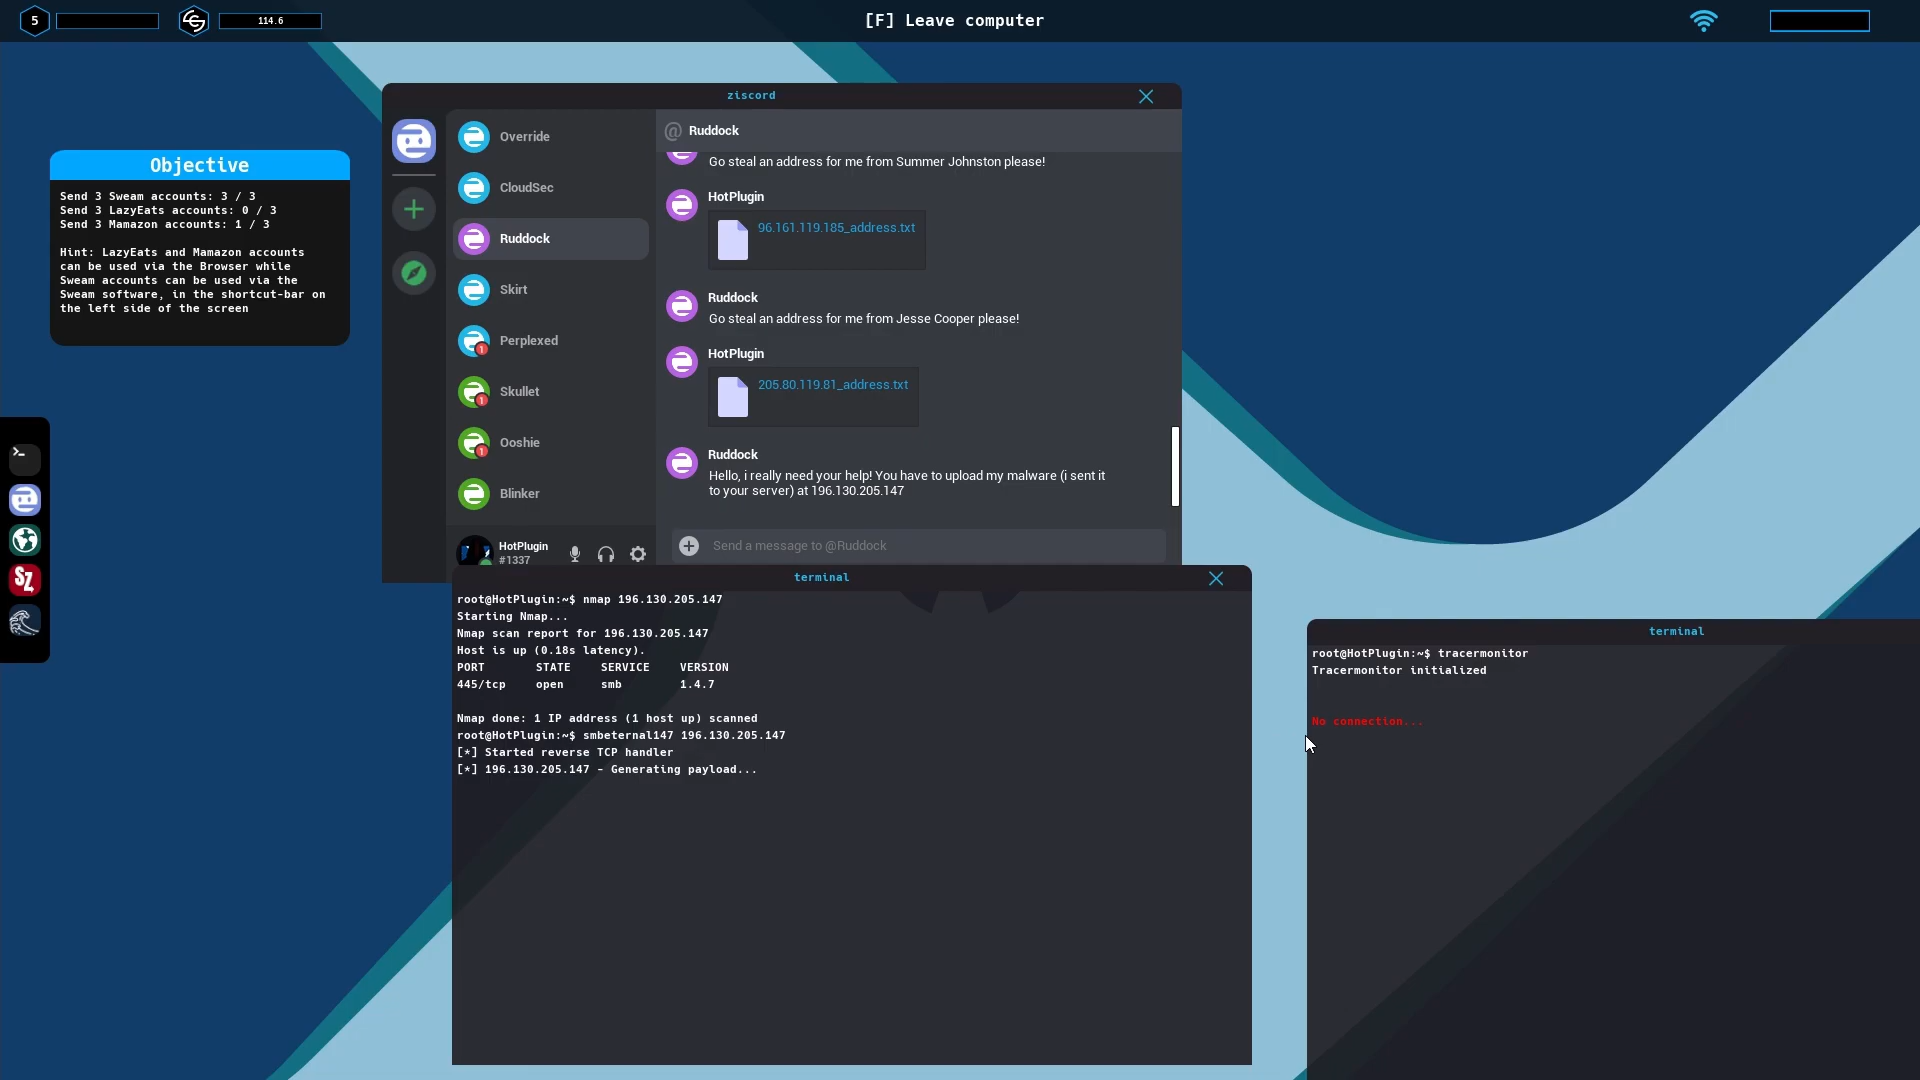 5
114.6
[F] Leave computer
Objective
Send 3 Sweam accounts: 3 / 3
Send 3 LazyEats accounts: 0 / 3
Send 3 Mamazon accounts: 1 / 3
Hint: LazyEats and Mamazon accounts
can be used via the Browser while
Sweam accounts can be used via the
Sweam software, in the shortcut-bar on
the left side of the screen
ziscord
Override
CloudSec
Ruddock
Skirt
Perplexed
1
Skullet
1
Ooshie
1
Blinker
HotPlugin
#1337
@ Ruddock
Go steal an address for me from Summer Johnston please!
HotPlugin
96.161.119.185_address.txt
Ruddock
Go steal an address for me from Jesse Cooper please!
HotPlugin
205.80.119.81_address.txt
Ruddock
Hello, i really need your help! You have to upload my malware (i sent it
to your server) at 196.130.205.147
Send a message to @Ruddock
terminal
root@HotPlugin:~$ nmap 196.130.205.147
Starting Nmap...
Nmap scan report for 196.130.205.147
Host is up (0.18s latency).
PORT STATE SERVICE VERSION
445/tcp open smb 1.4.7
Nmap done: 1 IP address (1 host up) scanned
root@HotPlugin:~$ smbeternal147 196.130.205.147
[*] Started reverse TCP handler
[*] 196.130.205.147 - Generating payload...
terminal
root@HotPlugin:~$ tracermonitor
Tracermonitor initialized
No connection...